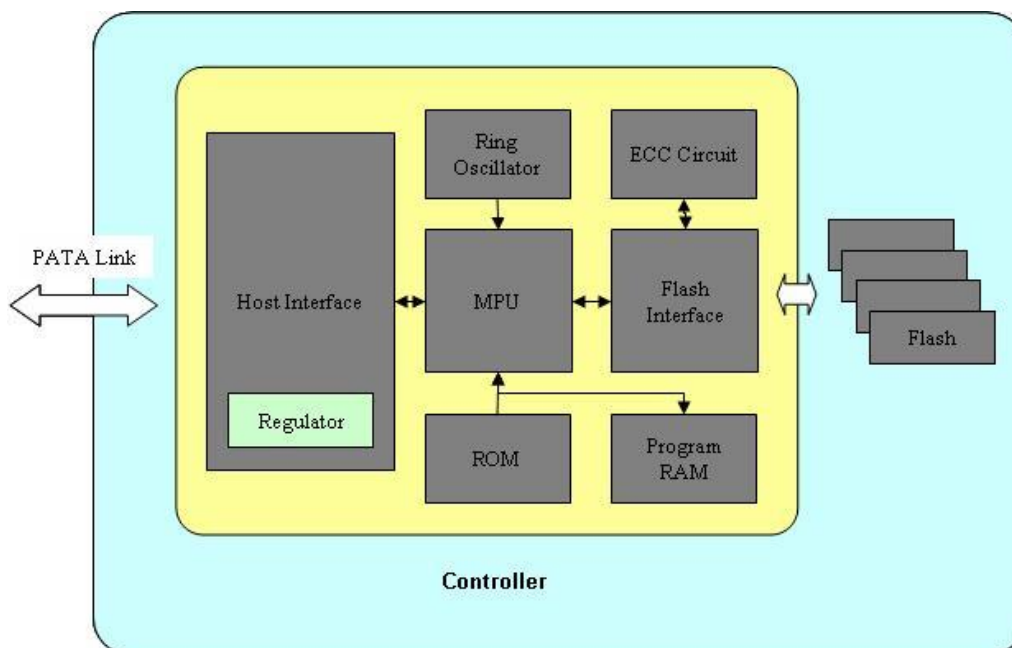 Ring
Oscillator
ECC Circuit
PATA Link
Host Interface
MPU
Flash
Interface
Flash
Regulator
ROM
Program
RAM
Controller